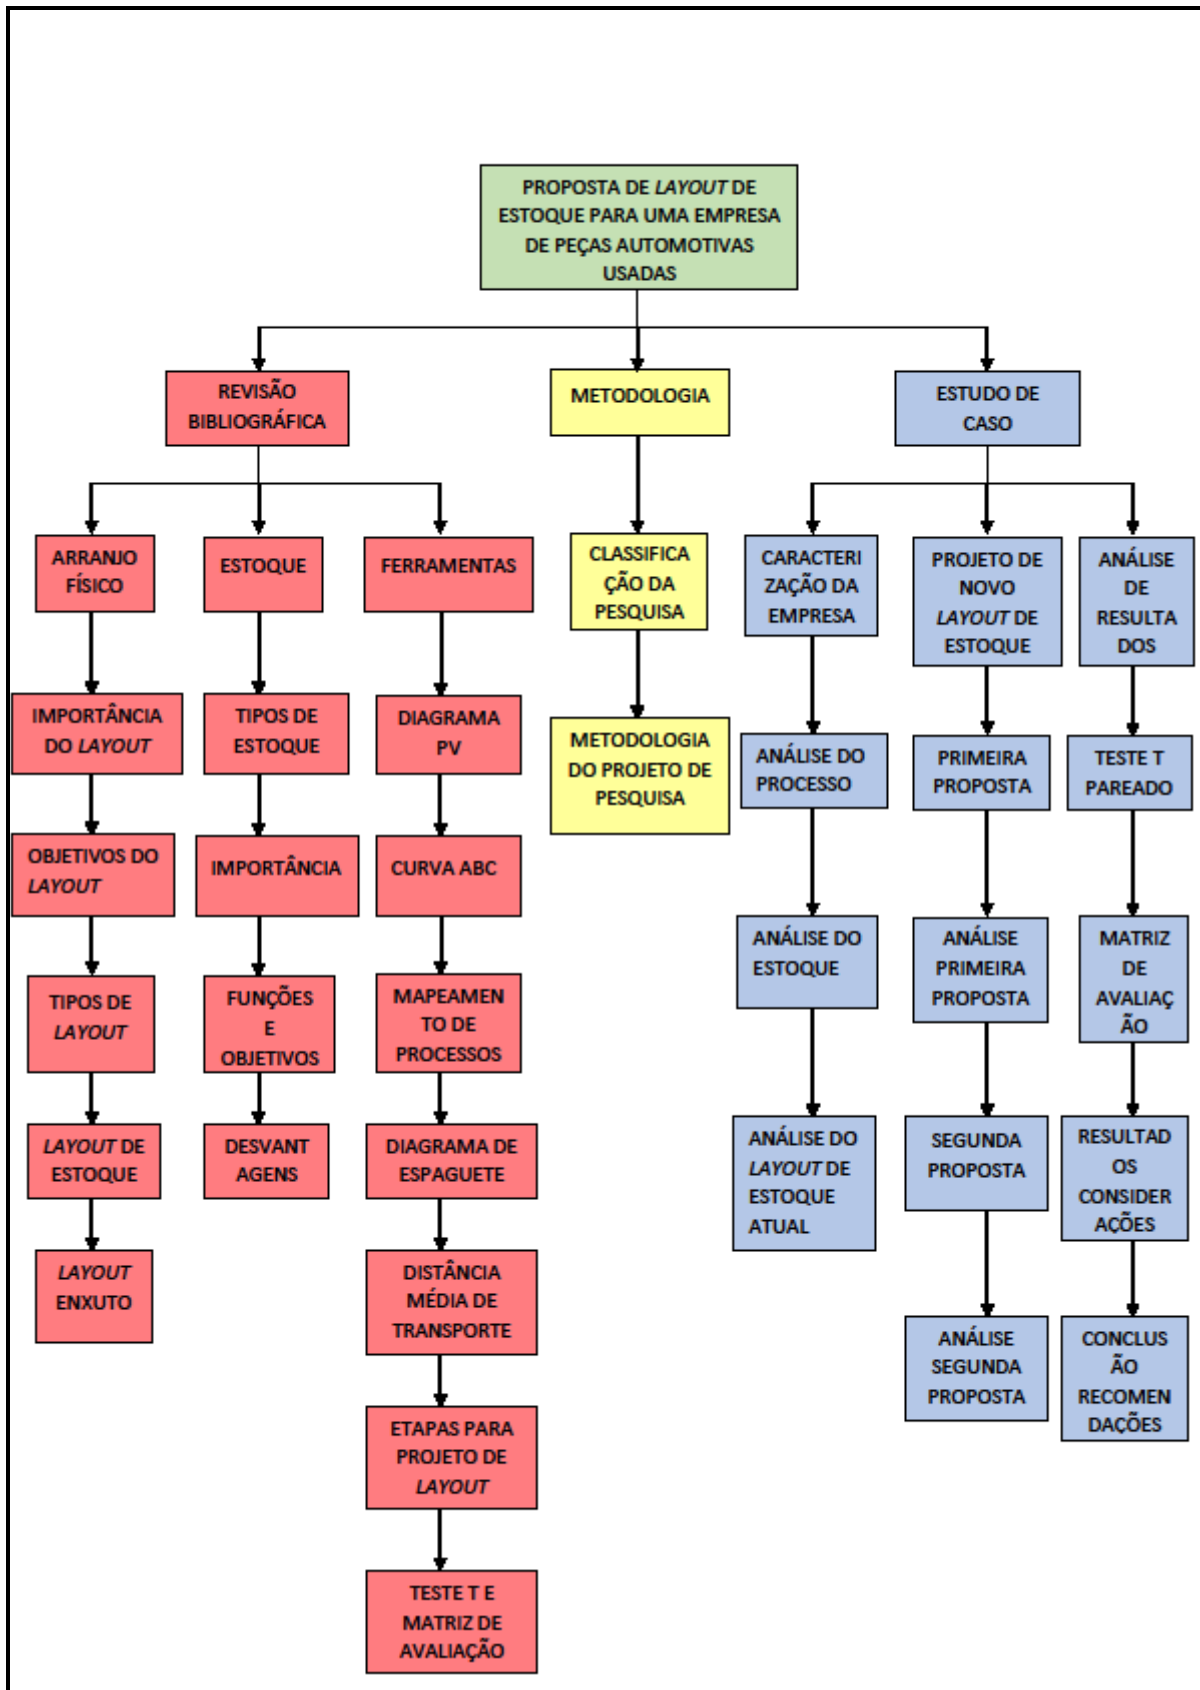 PROPOSTA DE LAYOUT DE
ESTOQUE PARA UMA EMPRESA
DE PEÇAS AUTOMOTIVAS
USADAS
REVISÃO
BIBLIOGRÁFICA
METODOLOGIA
ESTUDO DE
CASO
ARRANJO
FÍSICO
IMPORTÂNCIA
DO LAYOUT
OBJETIVOS DO
LAYOUT
TIPOS DE
LAYOUT
LAYOUT DE
ESTOQUE
LAYOUT
ENXUTO
ESTOQUE
TIPOS DE
ESTOQUE
IMPORTÂNCIA
FUNÇÕES
E
OBJETIVOS
DESVANT
AGENS
FERRAMENTAS
DIAGRAMA
PV
CURVA ABC
MAPEAMEN
TO DE
PROCESSOS
DIAGRAMA DE
ESPAGUETE
DISTÂNCIA
MÉDIA DE
TRANSPORTE
ETAPAS PARA
PROJETO DE
LAYOUT
TESTE T E
MATRIZ DE
AVALIAÇÃO
CLASSIFICA
ÇÃO DA
PESQUISA
METODOLOGIA
DO PROJETO DE
PESQUISA
CARACTERI
ZAÇÃO DA
EMPRESA
ANÁLISE DO
PROCESSO
ANÁLISE DO
ESTOQUE
ANÁLISE DO
LAYOUT DE
ESTOQUE
ATUAL
PROJETO DE
NOVO
LAYOUT DE
ESTOQUE
PRIMEIRA
PROPOSTA
ANÁLISE
PRIMEIRA
PROPOSTA
SEGUNDA
PROPOSTA
ANÁLISE
SEGUNDA
PROPOSTA
ANÁLISE
DE
RESULTA
DOS
TESTE T
PAREADO
MATRIZ
DE
AVALIAÇ
ÃO
RESULTAD
OS
CONSIDER
AÇÕES
CONCLUS
ÃO
RECOMEN
DAÇÕES